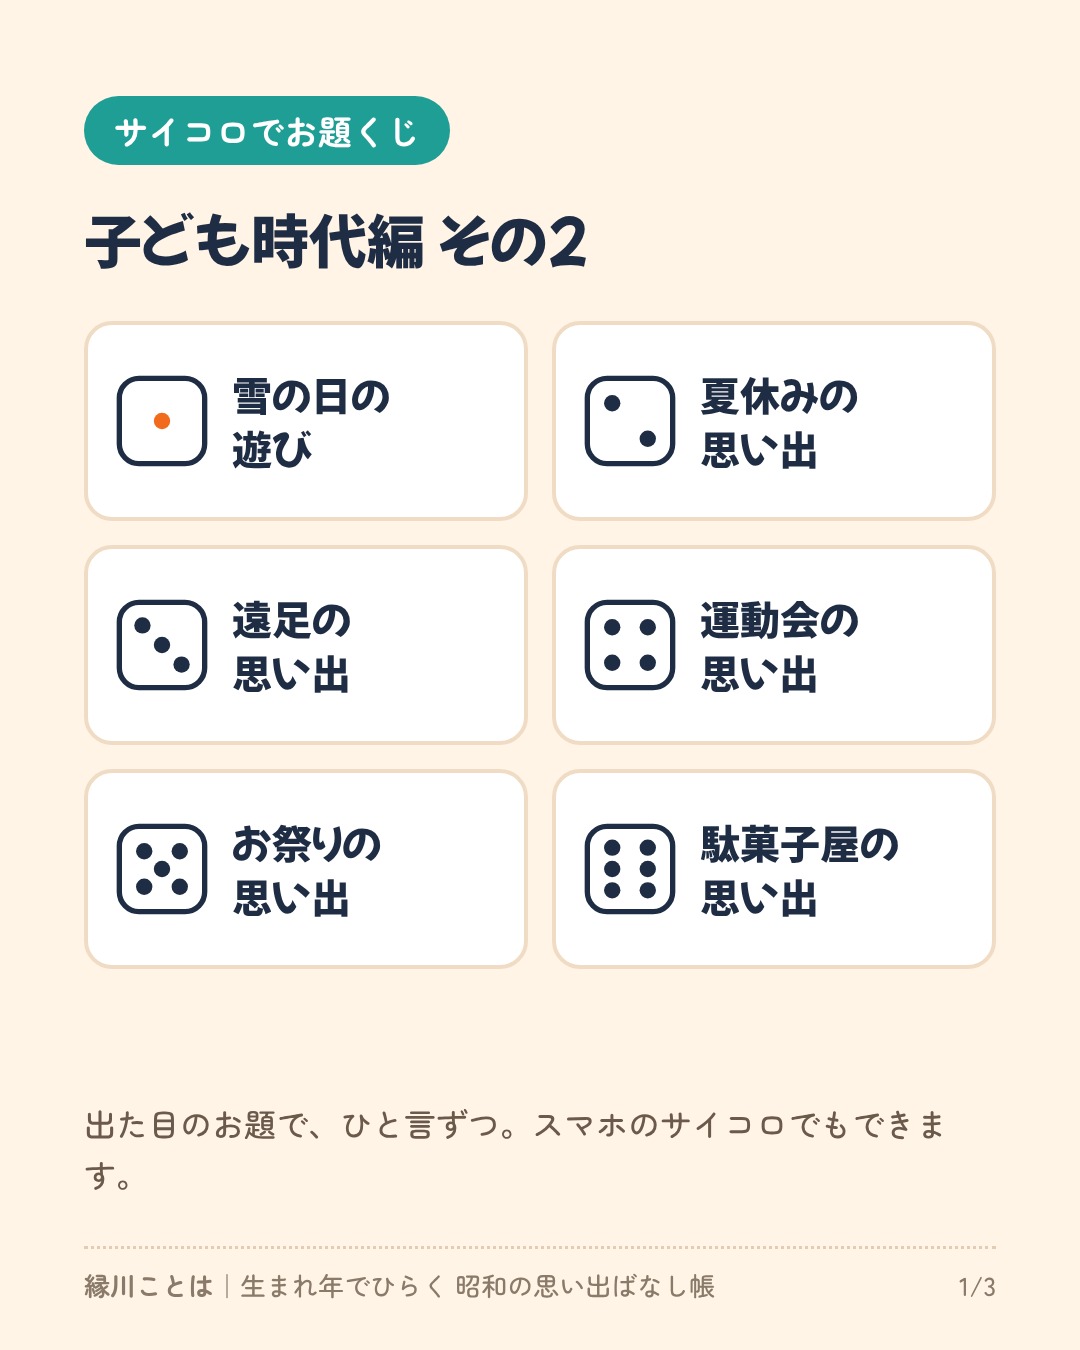 サイコロでお題くじ
子ども時代編 その2
雪の日の
遊び
夏休みの
思い出
遠足の
思い出
運動会の
思い出
お祭りの
思い出
駄菓子屋の
思い出
出た目のお題で、ひと言ずつ。スマホのサイコロでもできま
す。
縁川ことは｜生まれ年でひらく 昭和の思い出ばなし帳
1/3